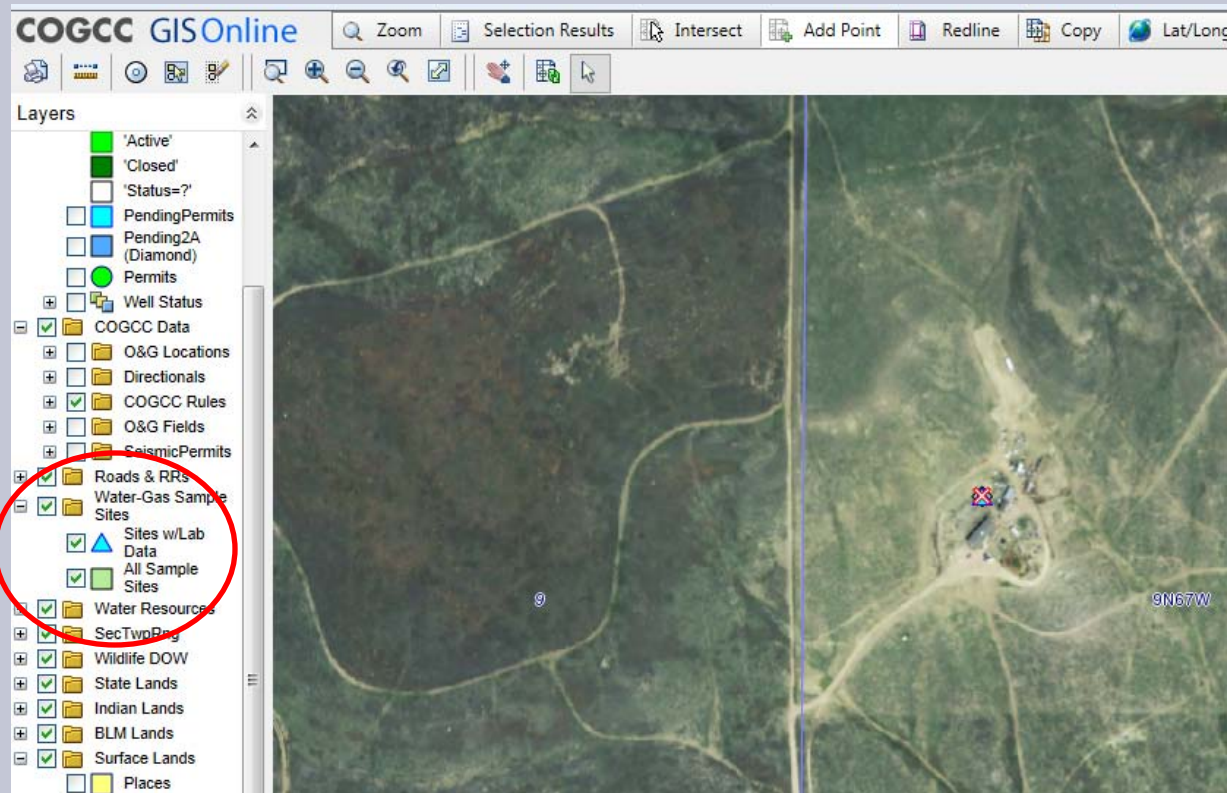 COGCC GISOnline
Zoom
Selection Results
Intersect
Add Point
Redline
Copy
Lat/Long
Layers
'Active'
'Closed'
'Status=?'
PendingPermits
Pending2A
(Diamond)
Permits
Well Status
COGCC Data
O&G Locations
Directionals
COGCC Rules
O&G Fields
SeismicPermits
Roads & RRs
Water-Gas Sample
Sites
Sites w/Lab
Data
All Sample
Sites
Water Resources
SecTwpRng
Wildlife DOW
State Lands
Indian Lands
BLM Lands
Surface Lands
Places
9
9N67W